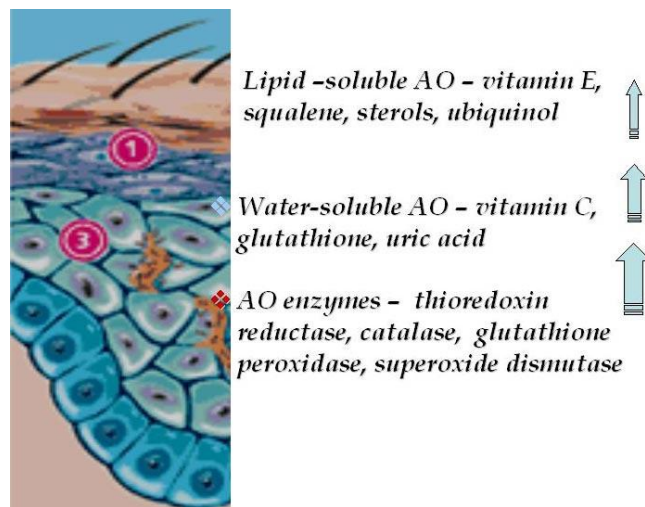 Lipid –soluble AO – vitamin E,
squalene, sterols, ubiquinol
1
Water-soluble AO – vitamin C,
glutathione, uric acid
3
AO enzymes – thioredoxin
reductase, catalase, glutathione
peroxidase, superoxide dismutase